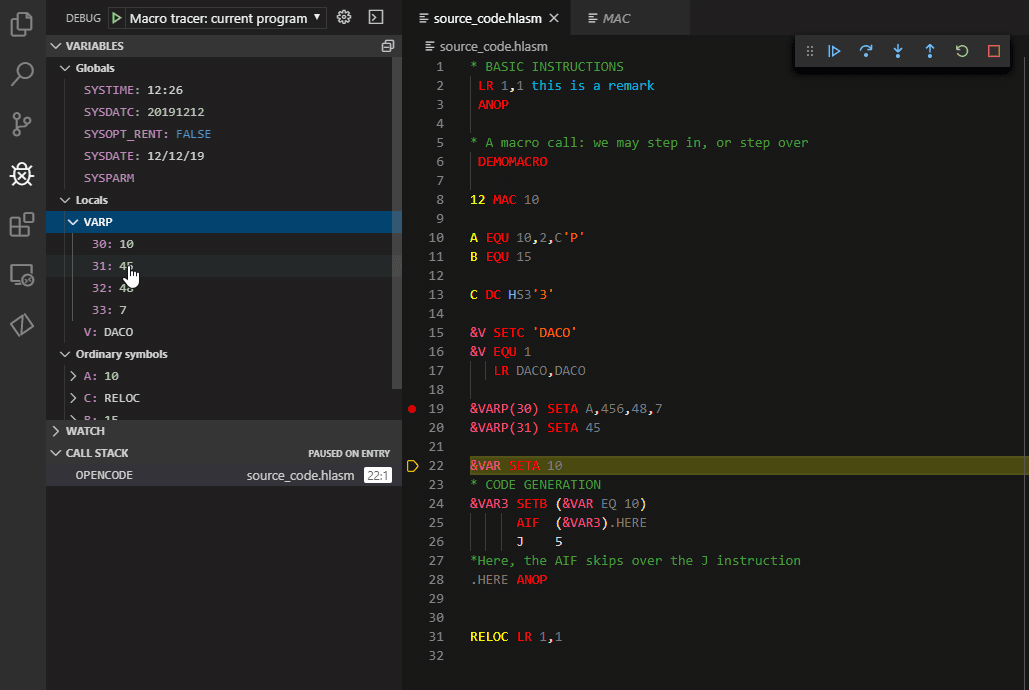 DEBUG Macro tracer: current program
VARIABLES
Globals
SYSTIME: 12:26
SYSDATC: 20191212
SYSOPT_RENT: FALSE
SYSDATE: 12/12/19
SYSPARM
Locals
VARP
30: 10
31: 45
32: 48
33: 7
V: DACO
Ordinary symbols
A: 10
C: RELOC
B: 15
WATCH
CALL STACK PAUSED ON ENTRY
OPENCODE source_code.hlasm 22:1
source_code.hlasm MAC
source_code.hlasm
1 * BASIC INSTRUCTIONS
2 LR 1,1 this is a remark
3 ANOP
4
5 * A macro call: we may step in, or step over
6 DEMOMACRO
7
8 12 MAC 10
9
10 A EQU 10,2,C'P'
11 B EQU 15
12
13 C DC HS3'3'
14
15 &V SETC 'DACO'
16 &V EQU 1
17 LR DACO,DACO
18
19 &VARP(30) SETA A,456,48,7
20 &VARP(31) SETA 45
21
22 &VAR SETA 10
23 * CODE GENERATION
24 &VAR3 SETB (&VAR EQ 10)
25 AIF (&VAR3).HERE
26 J 5
27 *Here, the AIF skips over the J instruction
28 .HERE ANOP
29
30
31 RELOC LR 1,1
32